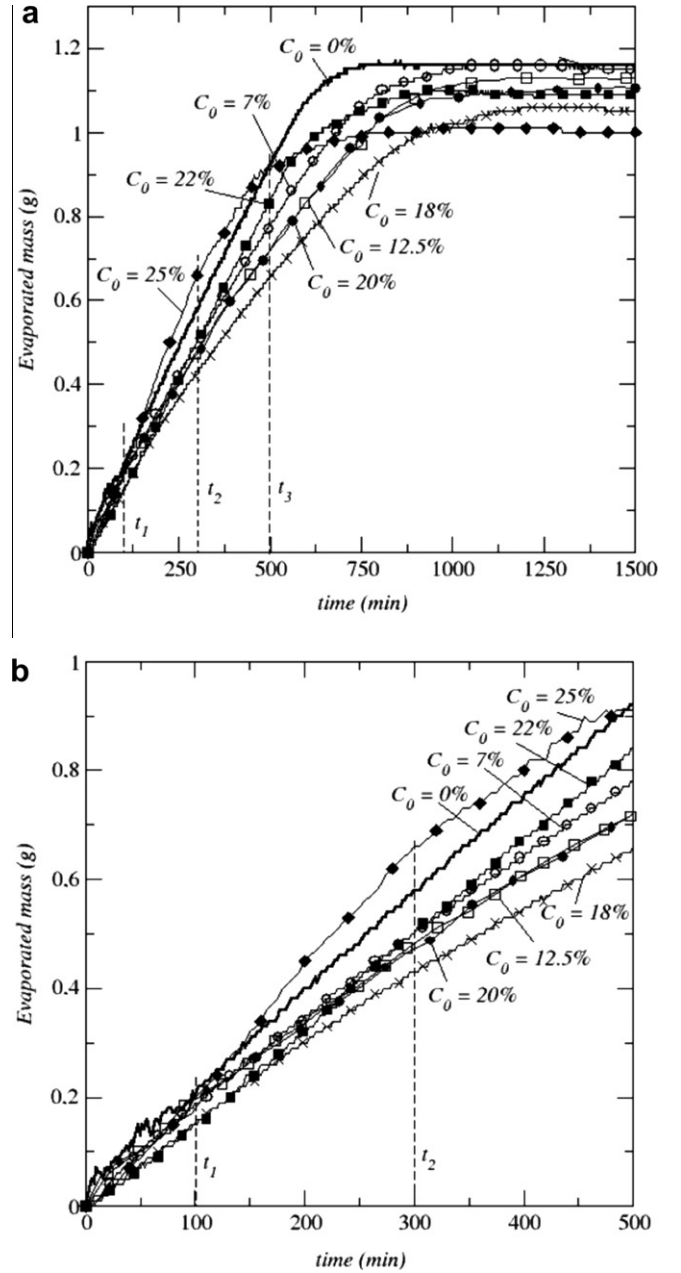 a
1.2
1
0.8
0.6
0.4
0.2
0
Evaporated mass (g)
C0 = 0%
C0 = 7%
C0 = 22%
C0 = 25%
C0 = 18%
C0 = 12.5%
C0 = 20%
t1
t2
t3
0 250 500 750 1000 1250 1500
time (min)
b
1
0.8
0.6
0.4
0.2
0
Evaporated mass (g)
C0 = 25%
C0 = 22%
C0 = 7%
C0 = 0%
C0 = 18%
C0 = 12.5%
C0 = 20%
t1
t2
0 100 200 300 400 500
time (min)